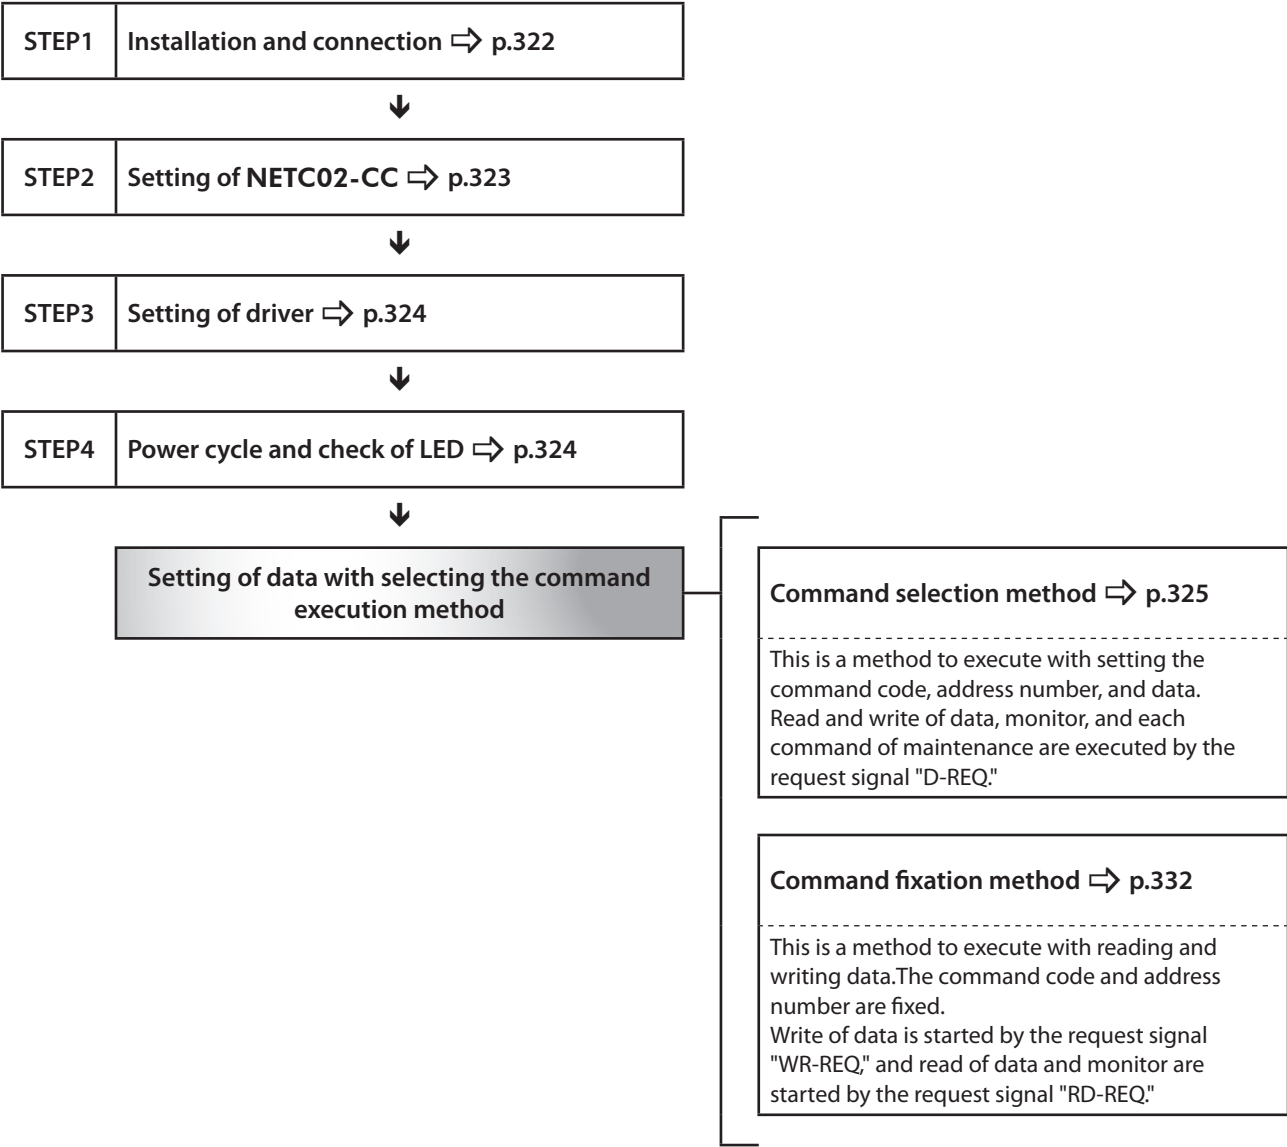 STEP1 Installation and connection ⇨ p.322
STEP2 Setting of NETC02-CC ⇨ p.323
STEP3 Setting of driver ⇨ p.324
STEP4 Power cycle and check of LED ⇨ p.324
Setting of data with selecting the command
execution method
Command selection method ⇨ p.325
This is a method to execute with setting the
command code, address number, and data.
Read and write of data, monitor, and each
command of maintenance are executed by the
request signal "D-REQ."
Command fixation method ⇨ p.332
This is a method to execute with reading and
writing data.The command code and address
number are fixed.
Write of data is started by the request signal
"WR-REQ," and read of data and monitor are
started by the request signal "RD-REQ."